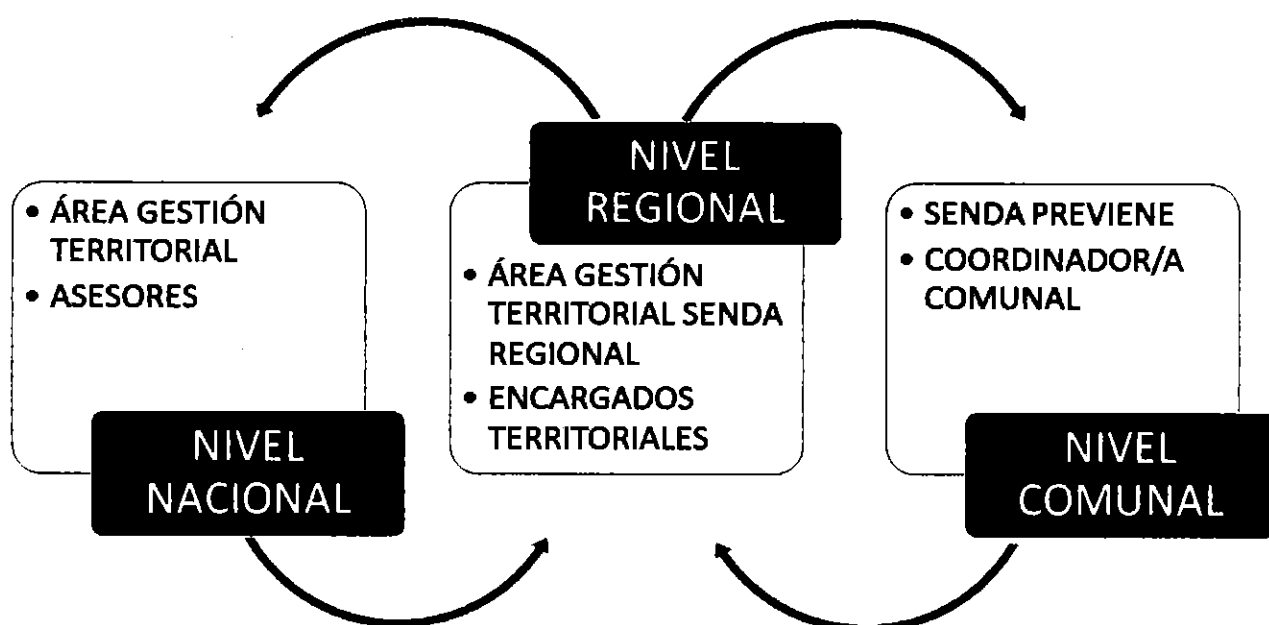 • ÁREA GESTIÓN
TERRITORIAL
• ASESORES
NIVEL
NACIONAL
NIVEL
REGIONAL
• ÁREA GESTIÓN
TERRITORIAL SENDA
REGIONAL
• ENCARGADOS
TERRITORIALES
• SENDA PREVIENE
• COORDINADOR/A
COMUNAL
NIVEL
COMUNAL